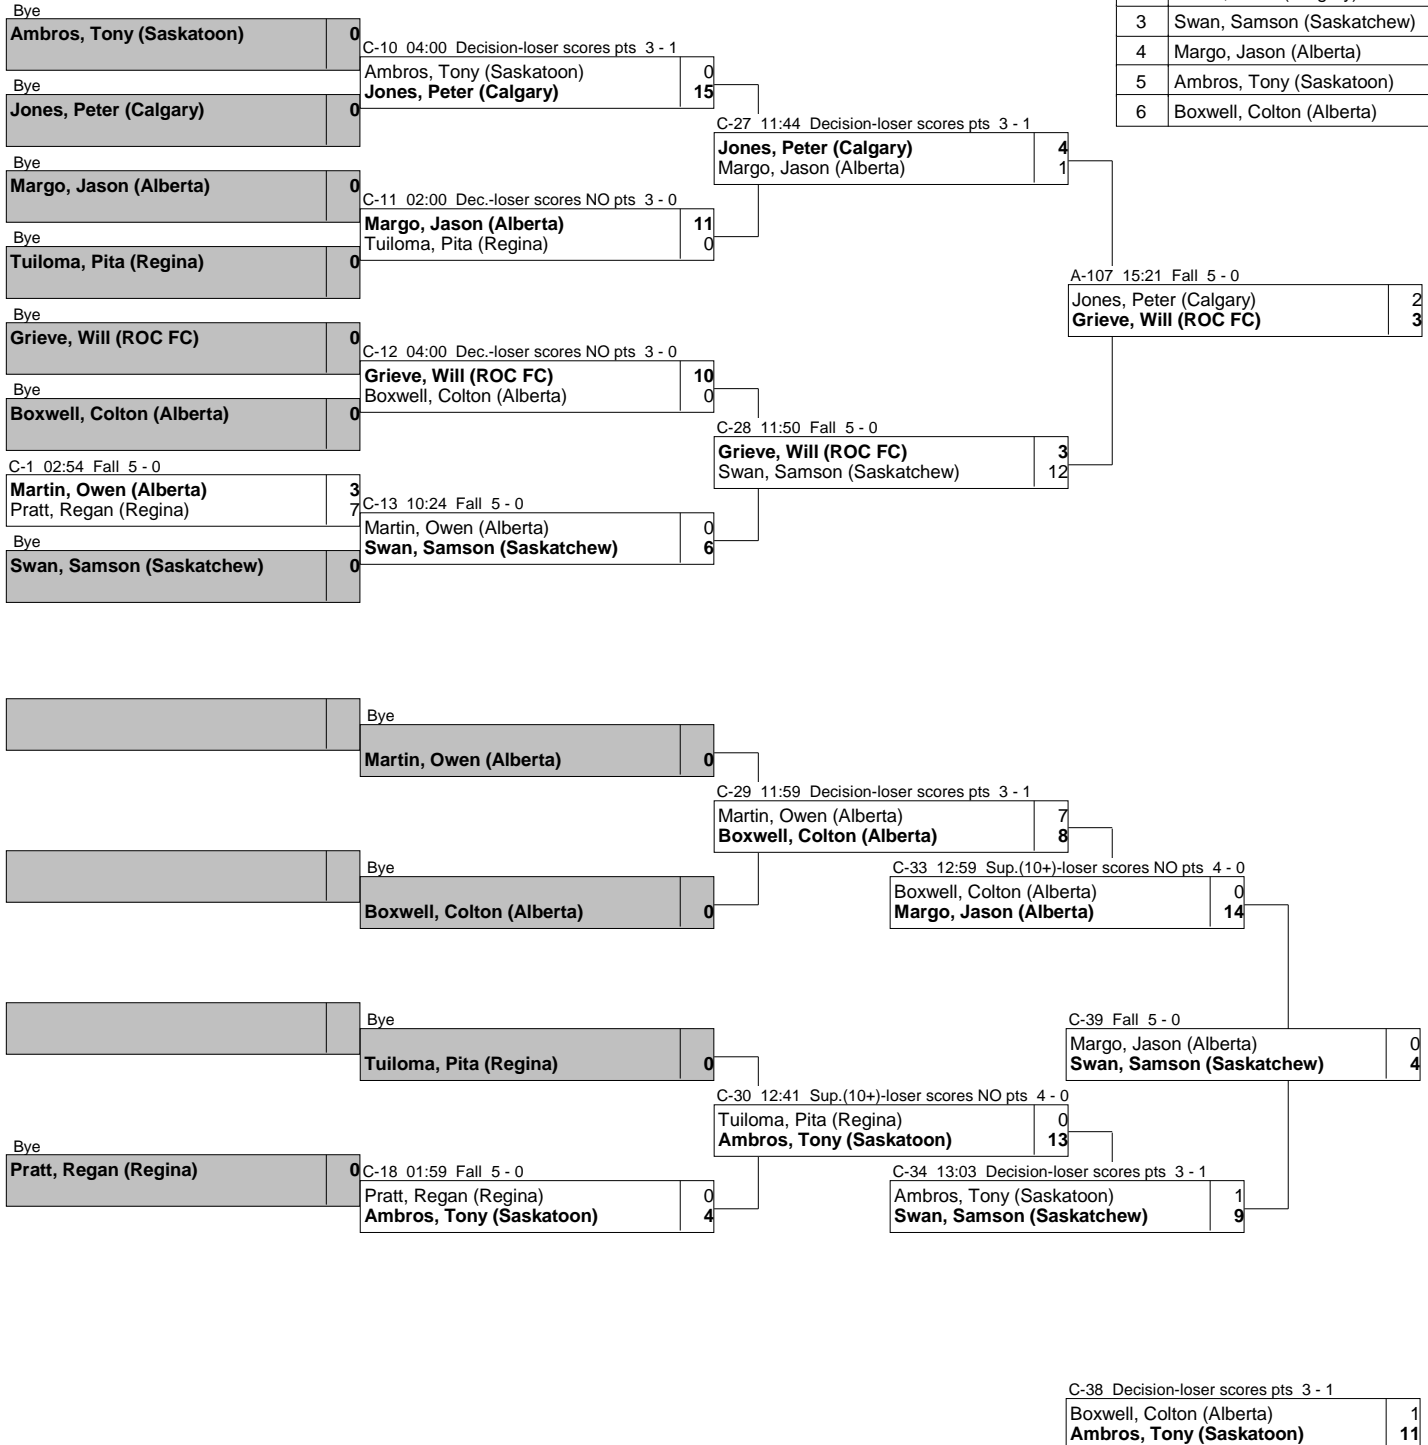 Bye
Ambros, Tony (Saskatoon) 0
Bye
Jones, Peter (Calgary) 0
Bye
Margo, Jason (Alberta) 0
Bye
Tuiloma, Pita (Regina) 0
Bye
Grieve, Will (ROC FC) 0
Bye
Boxwell, Colton (Alberta) 0
C-1 02:54 Fall 5 - 0
Martin, Owen (Alberta) 3
Pratt, Regan (Regina) 7
Bye
Swan, Samson (Saskatchew) 0
C-10 04:00 Decision-loser scores pts 3 - 1
Ambros, Tony (Saskatoon) 0
Jones, Peter (Calgary) 15
C-11 02:00 Dec.-loser scores NO pts 3 - 0
Margo, Jason (Alberta) 11
Tuiloma, Pita (Regina) 0
C-12 04:00 Dec.-loser scores NO pts 3 - 0
Grieve, Will (ROC FC) 10
Boxwell, Colton (Alberta) 0
C-13 10:24 Fall 5 - 0
Martin, Owen (Alberta) 0
Swan, Samson (Saskatchew) 6
C-27 11:44 Decision-loser scores pts 3 - 1
Jones, Peter (Calgary) 4
Margo, Jason (Alberta) 1
C-28 11:50 Fall 5 - 0
Grieve, Will (ROC FC) 3
Swan, Samson (Saskatchew) 12
A-107 15:21 Fall 5 - 0
Jones, Peter (Calgary) 2
Grieve, Will (ROC FC) 3
3 Swan, Samson (Saskatchew)
4 Margo, Jason (Alberta)
5 Ambros, Tony (Saskatoon)
6 Boxwell, Colton (Alberta)
Bye
Martin, Owen (Alberta) 0
Bye
Boxwell, Colton (Alberta) 0
Bye
Tuiloma, Pita (Regina) 0
Bye
Pratt, Regan (Regina) 0
C-18 01:59 Fall 5 - 0
Pratt, Regan (Regina) 0
Ambros, Tony (Saskatoon) 4
C-29 11:59 Decision-loser scores pts 3 - 1
Martin, Owen (Alberta) 7
Boxwell, Colton (Alberta) 8
C-30 12:41 Sup.(10+)-loser scores NO pts 4 - 0
Tuiloma, Pita (Regina) 0
Ambros, Tony (Saskatoon) 13
C-33 12:59 Sup.(10+)-loser scores NO pts 4 - 0
Boxwell, Colton (Alberta) 0
Margo, Jason (Alberta) 14
C-34 13:03 Decision-loser scores pts 3 - 1
Ambros, Tony (Saskatoon) 1
Swan, Samson (Saskatchew) 9
C-39 Fall 5 - 0
Margo, Jason (Alberta) 0
Swan, Samson (Saskatchew) 4
C-38 Decision-loser scores pts 3 - 1
Boxwell, Colton (Alberta) 1
Ambros, Tony (Saskatoon) 11